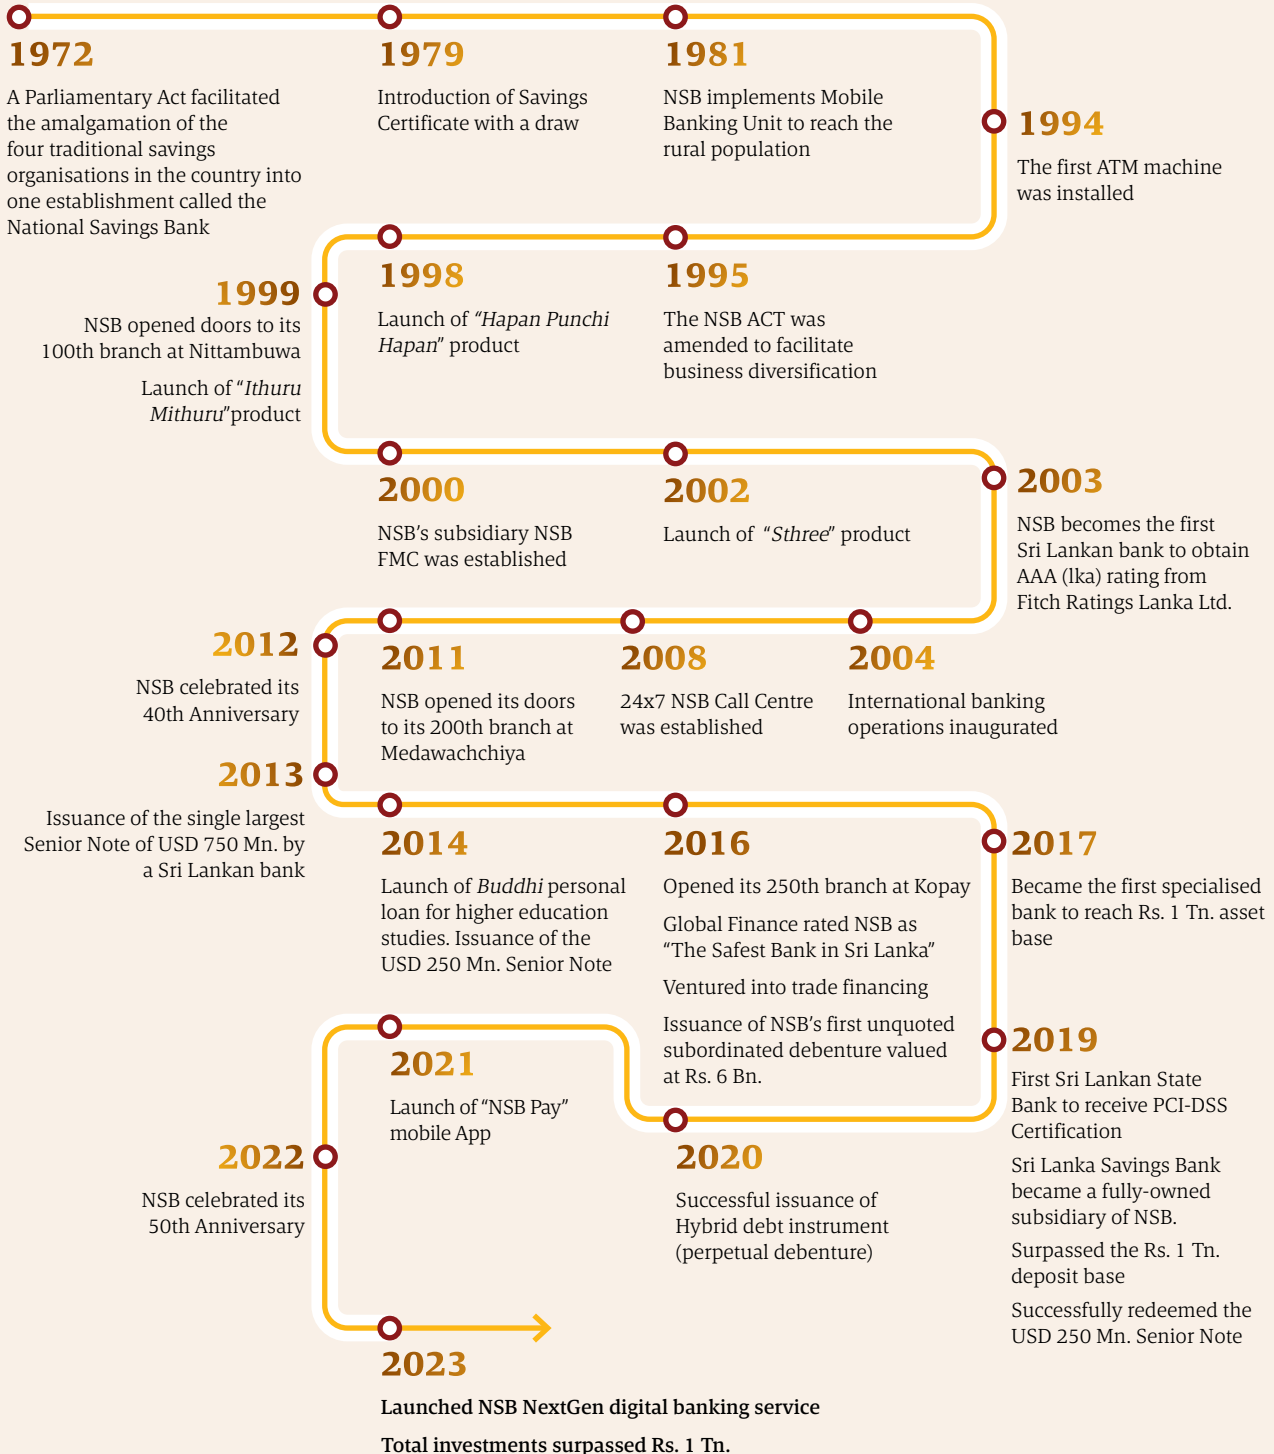 1972
A Parliamentary Act facilitated
the amalgamation of the
four traditional savings
organisations in the country into
one establishment called the
National Savings Bank
1979
Introduction of Savings
Certificate with a draw
1981
NSB implements Mobile
Banking Unit to reach the
rural population
1994
The first ATM machine
was installed
1995
The NSB ACT was
amended to facilitate
business diversification
1998
Launch of “Hapan Punchi
Hapan” product
1999
NSB opened doors to its
100th branch at Nittambuwa
Launch of “Ithuru
Mithuru”product
2000
NSB’s subsidiary NSB
FMC was established
2002
Launch of “Sthree” product
2003
NSB becomes the first
Sri Lankan bank to obtain
AAA (lka) rating from
Fitch Ratings Lanka Ltd.
2004
International banking
operations inaugurated
2008
24x7 NSB Call Centre
was established
2011
NSB opened its doors
to its 200th branch at
Medawachchiya
2012
NSB celebrated its
40th Anniversary
2013
Issuance of the single largest
Senior Note of USD 750 Mn. by
a Sri Lankan bank
2014
Launch of Buddhi personal
loan for higher education
studies. Issuance of the
USD 250 Mn. Senior Note
2016
Opened its 250th branch at Kopay
Global Finance rated NSB as
“The Safest Bank in Sri Lanka”
Ventured into trade financing
Issuance of NSB’s first unquoted
subordinated debenture valued
at Rs. 6 Bn.
2017
Became the first specialised
bank to reach Rs. 1 Tn. asset
base
2019
First Sri Lankan State
Bank to receive PCI-DSS
Certification
Sri Lanka Savings Bank
became a fully-owned
subsidiary of NSB.
Surpassed the Rs. 1 Tn.
deposit base
Successfully redeemed the
USD 250 Mn. Senior Note
2020
Successful issuance of
Hybrid debt instrument
(perpetual debenture)
2021
Launch of “NSB Pay”
mobile App
2022
NSB celebrated its
50th Anniversary
2023
Launched NSB NextGen digital banking service
Total investments surpassed Rs. 1 Tn.